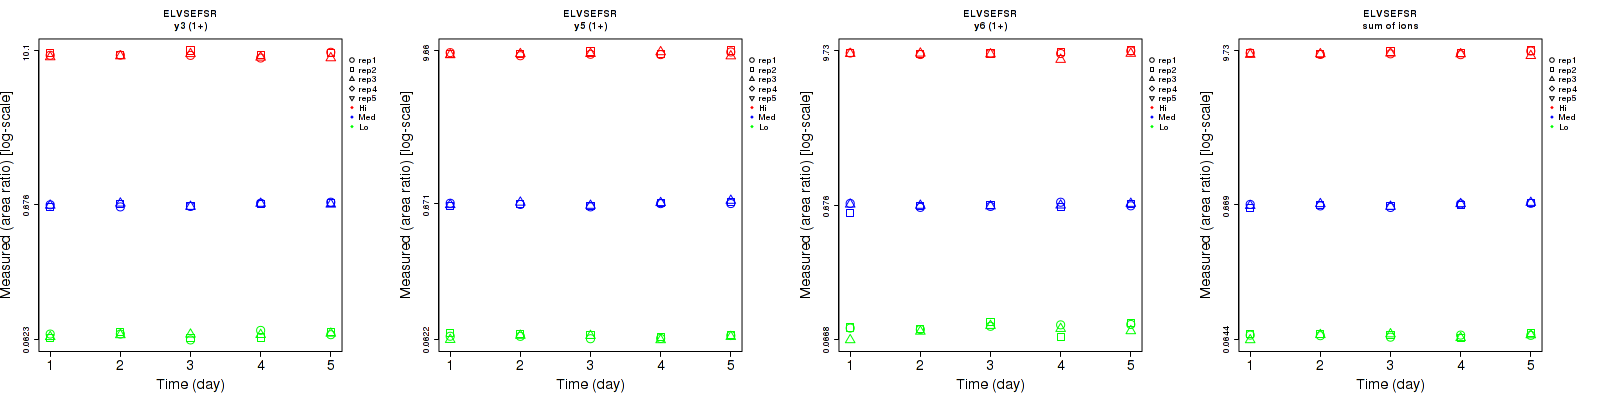 ELVSEFSR
y3 (1+)
Measured (area ratio) [log-scale]
10.1
0.676
0.0623
1 2 3 4 5
Time (day)
rep1
rep2
rep3
rep4
rep5
Hi
Med
Lo
ELVSEFSR
y5 (1+)
Measured (area ratio) [log-scale]
9.66
0.671
0.0622
1 2 3 4 5
Time (day)
rep1
rep2
rep3
rep4
rep5
Hi
Med
Lo
ELVSEFSR
y6 (1+)
Measured (area ratio) [log-scale]
9.73
0.676
0.0668
1 2 3 4 5
Time (day)
rep1
rep2
rep3
rep4
rep5
Hi
Med
Lo
ELVSEFSR
sum of ions
Measured (area ratio) [log-scale]
9.73
0.669
0.0644
1 2 3 4 5
Time (day)
rep1
rep2
rep3
rep4
rep5
Hi
Med
Lo